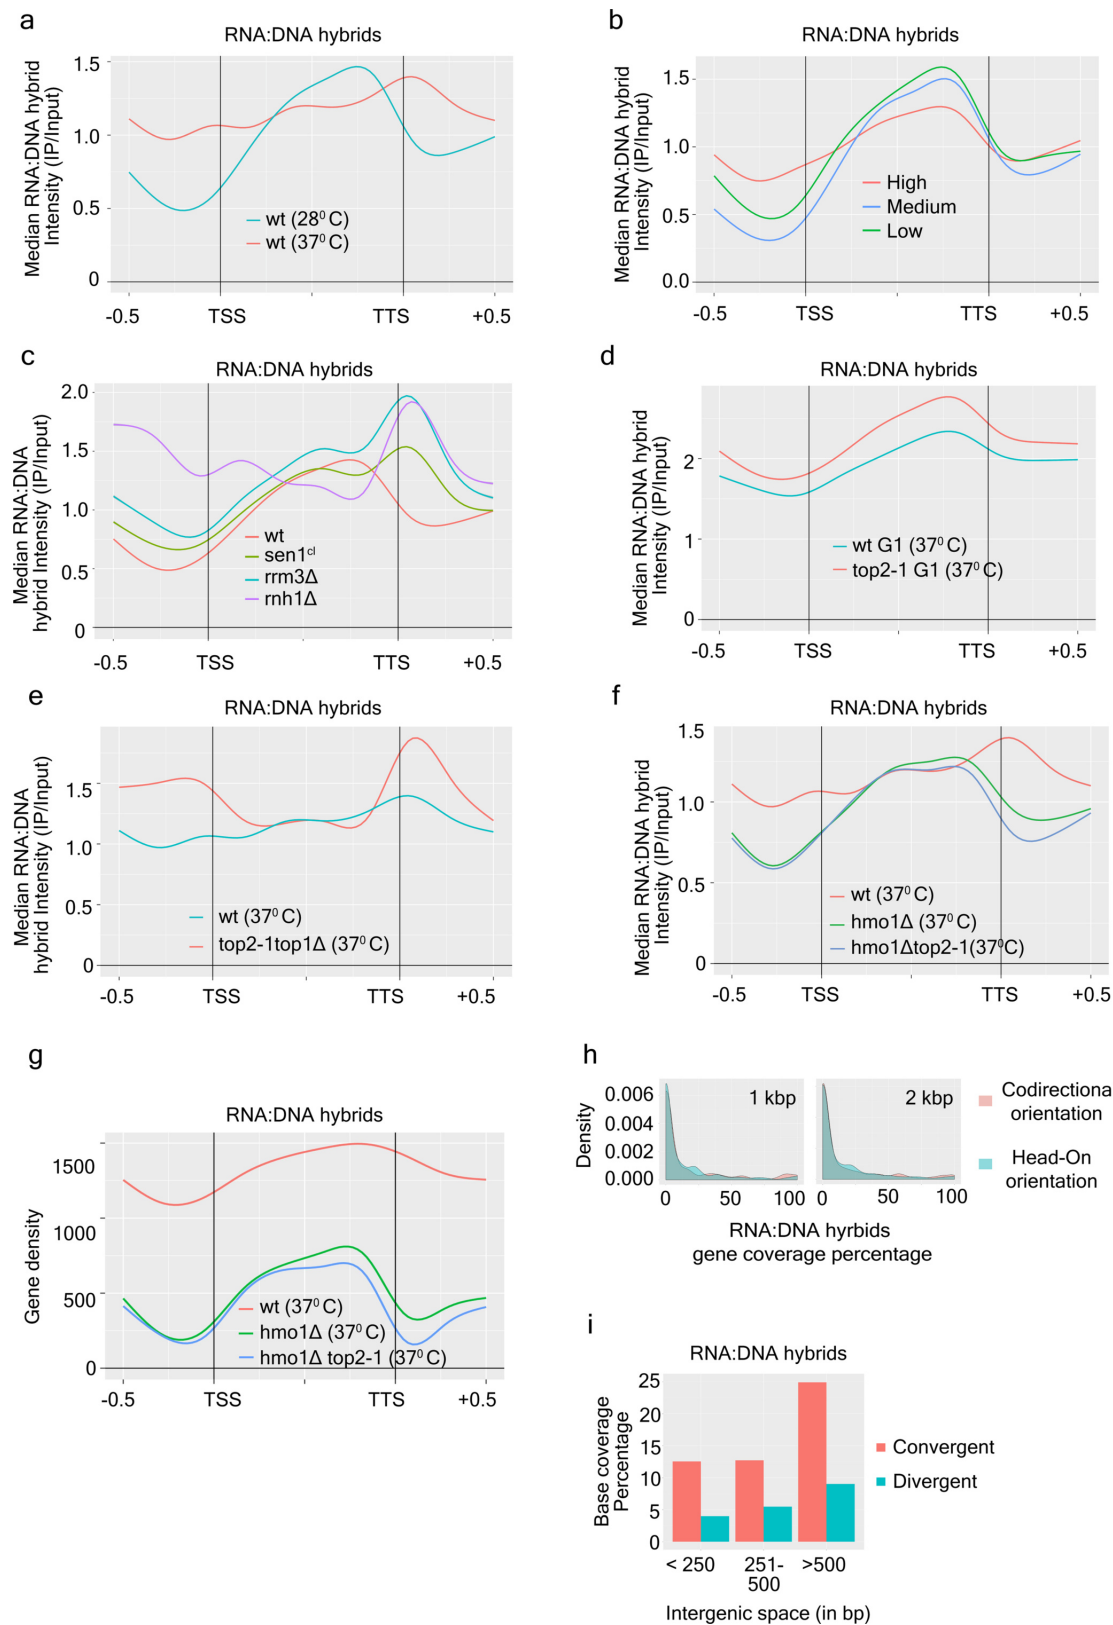 a
RNA:DNA hybrids
Median RNA:DNA hybrid
Intensity (IP/Input)
1.5
1.0
0.5
0
wt (28⁰ C)
wt (37⁰ C)
-0.5
TSS
TTS
+0.5
b
RNA:DNA hybrids
Median RNA:DNA hybrid
Intensity (IP/Input)
1.5
1.0
0.5
0.0
High
Medium
Low
-0.5
TSS
TTS
+0.5
c
RNA:DNA hybrids
Median RNA:DNA
hybrid Intensity (IP/Input)
2.0
1.5
1.0
0.5
0
wt
sen1ᶜˡ
rrm3Δ
rnh1Δ
-0.5
TSS
TTS
+0.5
d
RNA:DNA hybrids
Median RNA:DNA hybrid
Intensity (IP/Input)
2
1
0
wt G1 (37⁰ C)
top2-1 G1 (37⁰ C)
-0.5
TSS
TTS
+0.5
e
RNA:DNA hybrids
Median RNA:DNA
hybrid Intensity (IP/Input)
1.5
1.0
0.5
0
wt (37⁰ C)
top2-1top1Δ (37⁰ C)
-0.5
TSS
TTS
+0.5
f
RNA:DNA hybrids
Median RNA:DNA hybrid
Intensity (IP/Input)
1.5
1.0
0.5
0
wt (37⁰ C)
hmo1Δ (37⁰ C)
hmo1Δtop2-1(37⁰C)
-0.5
TSS
TTS
+0.5
g
RNA:DNA hybrids
Gene density
1500
1000
500
0
wt (37⁰ C)
hmo1Δ (37⁰ C)
hmo1Δ top2-1 (37⁰ C)
-0.5
TSS
TTS
+0.5
h
Density
0.006
0.004
0.002
0.000
1 kbp
2 kbp
0
50
100
0
50
100
RNA:DNA hyrbids
gene coverage percentage
Codirectiona
orientation
Head-On
orientation
i
RNA:DNA hybrids
Base coverage
Percentage
25
20
15
10
5
0
Convergent
Divergent
< 250
251-
500
>500
Intergenic space (in bp)